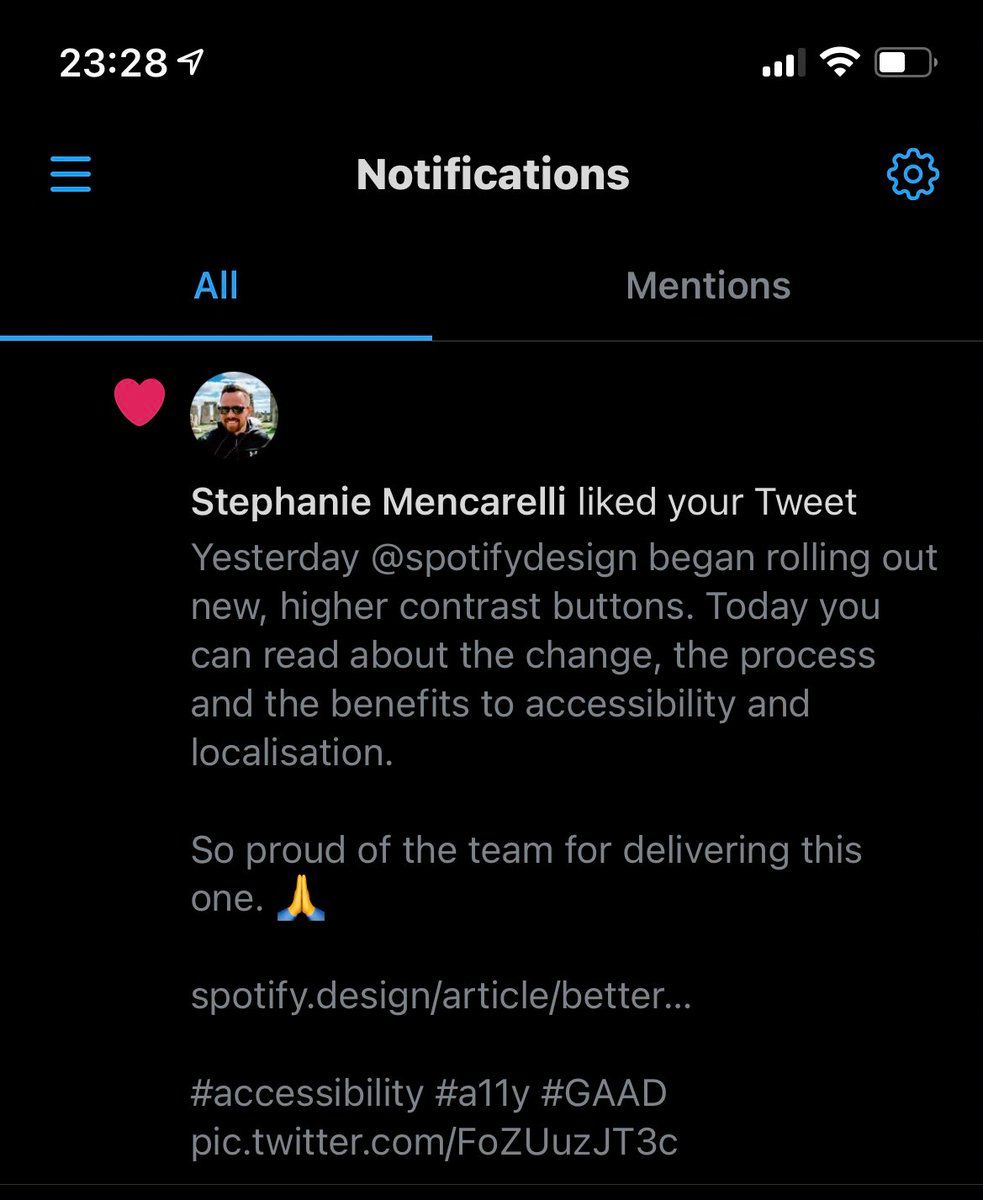 23:28
Notifications
All
Mentions
Stephanie Mencarelli liked your Tweet
Yesterday @spotifydesign began rolling out
new, higher contrast buttons. Today you
can read about the change, the process
and the benefits to accessibility and
localisation.
So proud of the team for delivering this
one. 🙏
spotify.design/article/better...
#accessibility #a11y #GAAD
pic.twitter.com/FoZUuzJT3c